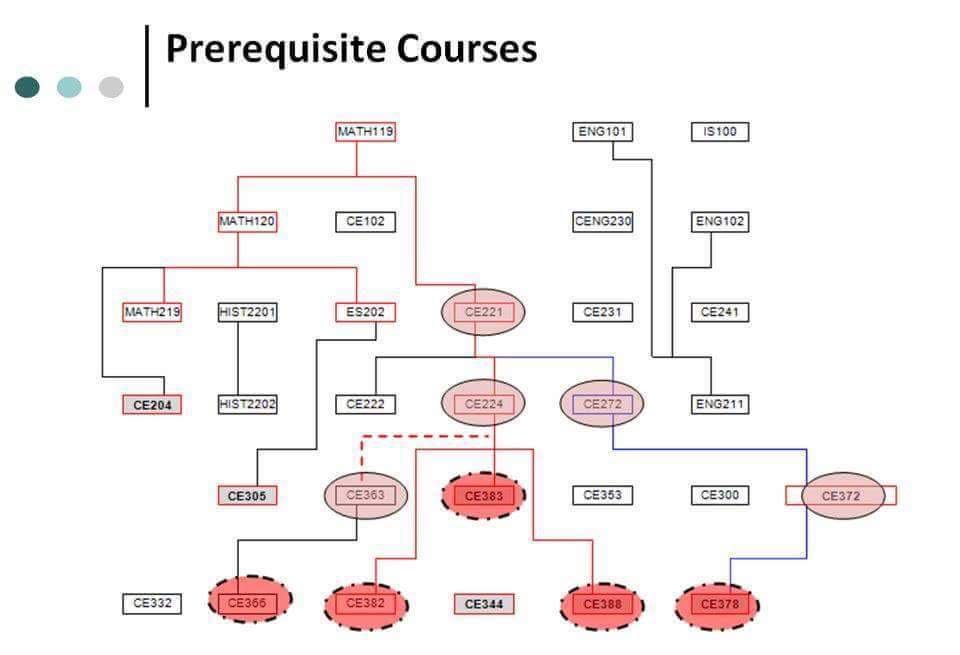 Prerequisite Courses
MATH119
ENG101
IS100
MATH120
CE102
CENG230
ENG102
MATH219
HIST2201
ES202
CE221
CE231
CE241
CE204
HIST2202
CE222
CE224
CE272
ENG211
CE305
CE363
CE383
CE353
CE300
CE372
CE332
CE366
CE382
CE344
CE388
CE378